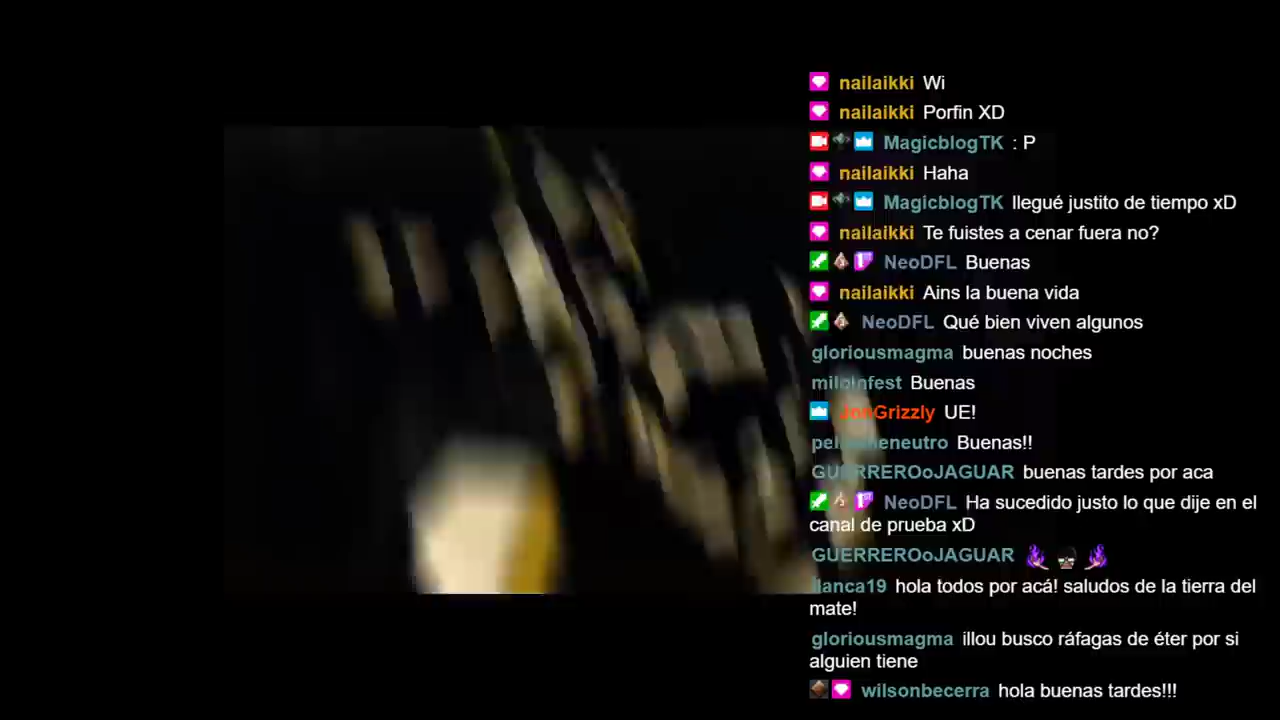 nailaikki Wi
nailaikki Porfin XD
MagicblogTK : P
nailaikki Haha
MagicblogTK llegué justito de tiempo xD
nailaikki Te fuistes a cenar fuera no?
NeoDFL Buenas
nailaikki Ains la buena vida
NeoDFL Qué bien viven algunos
gloriousmagma buenas noches
Buenas
JonGrizzly UE!
Buenas!!
GUERREROoJAGUAR buenas tardes por aca
NeoDFL Ha sucedido justo lo que dije en el
canal de prueba xD
GUERREROoJAGUAR
hola todos por acá! saludos de la tierra del
mate!
gloriousmagma illou busco ráfagas de éter por si
alguien tiene
wilsonbecerra hola buenas tardes!!!